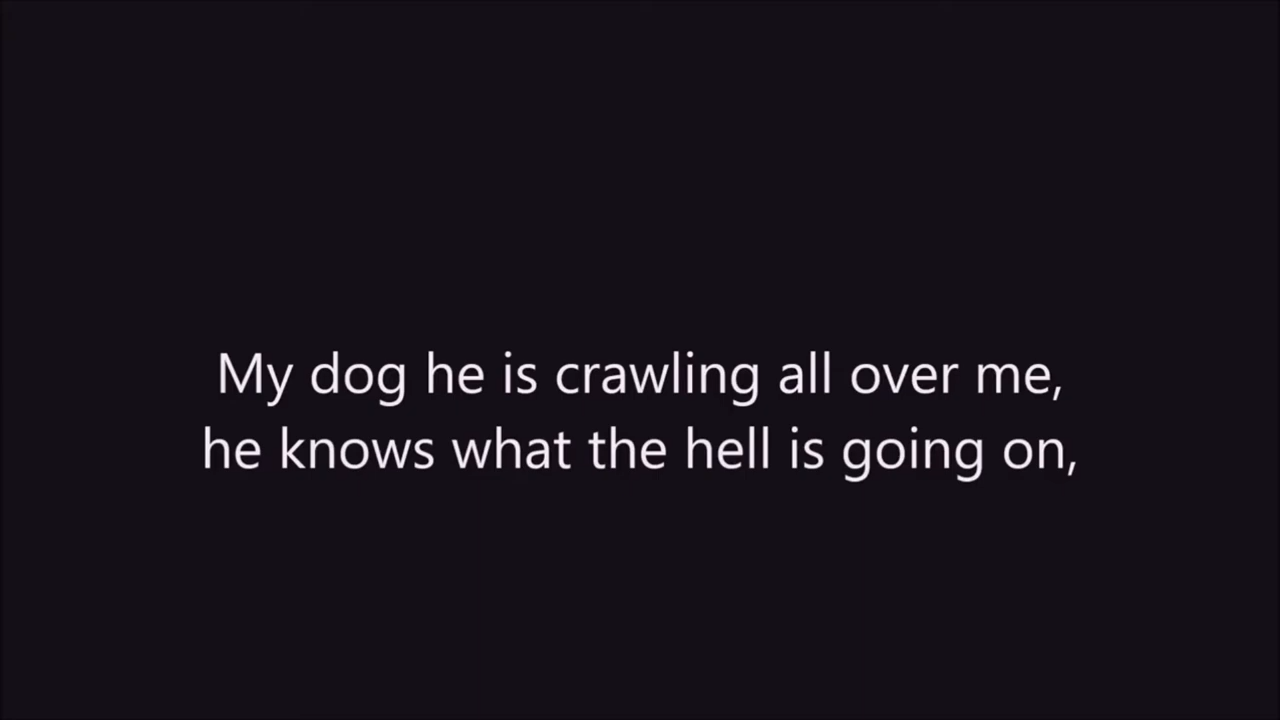 My dog he is crawling all over me,
he knows what the hell is going on,